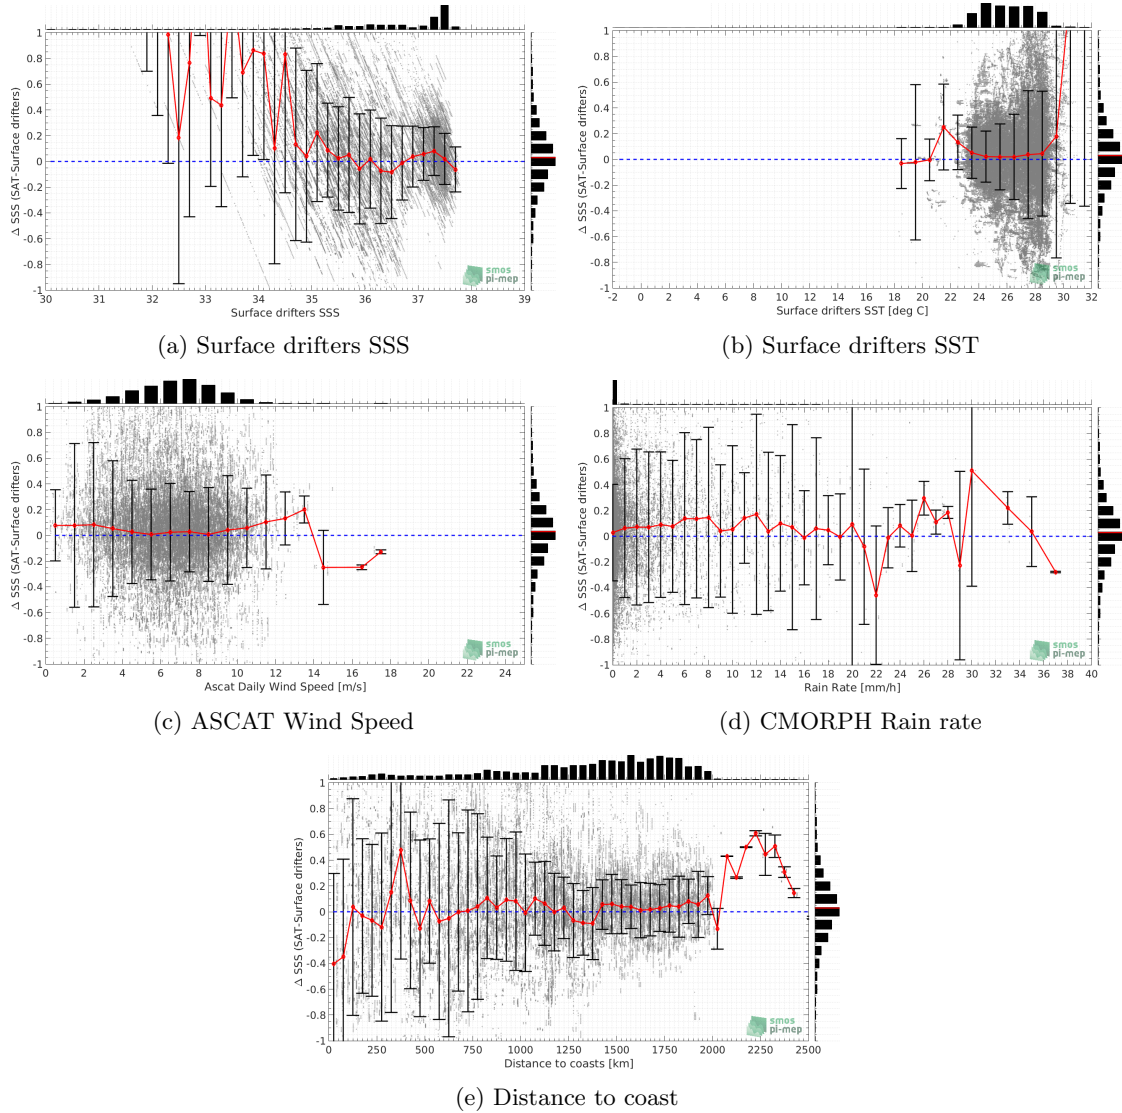 1
0.8
0.6
0.4
0.2
0
-0.2
-0.4
-0.6
-0.8
-1
Δ SSS (SAT-Surface drifters)
30 31 32 33 34 35 36 37 38 39
Surface drifters SSS
smos
pi-mep
(a) Surface drifters SSS
1
0.8
0.6
0.4
0.2
0
-0.2
-0.4
-0.6
-0.8
-1
Δ SSS (SAT-Surface drifters)
-2 0 2 4 6 8 10 12 14 16 18 20 22 24 26 28 30 32
Surface drifters SST [deg C]
smos
pi-mep
(b) Surface drifters SST
1
0.8
0.6
0.4
0.2
0
-0.2
-0.4
-0.6
-0.8
-1
Δ SSS (SAT-Surface drifters)
0 2 4 6 8 10 12 14 16 18 20 22 24
Ascat Daily Wind Speed [m/s]
smos
pi-mep
(c) ASCAT Wind Speed
1
0.8
0.6
0.4
0.2
0
-0.2
-0.4
-0.6
-0.8
-1
Δ SSS (SAT-Surface drifters)
0 2 4 6 8 10 12 14 16 18 20 22 24 26 28 30 32 34 36 38 40
Rain Rate [mm/h]
smos
pi-mep
(d) CMORPH Rain rate
1
0.8
0.6
0.4
0.2
0
-0.2
-0.4
-0.6
-0.8
-1
Δ SSS (SAT-Surface drifters)
0 250 500 750 1000 1250 1500 1750 2000 2250 2500
Distance to coasts [km]
smos
pi-mep
(e) Distance to coast